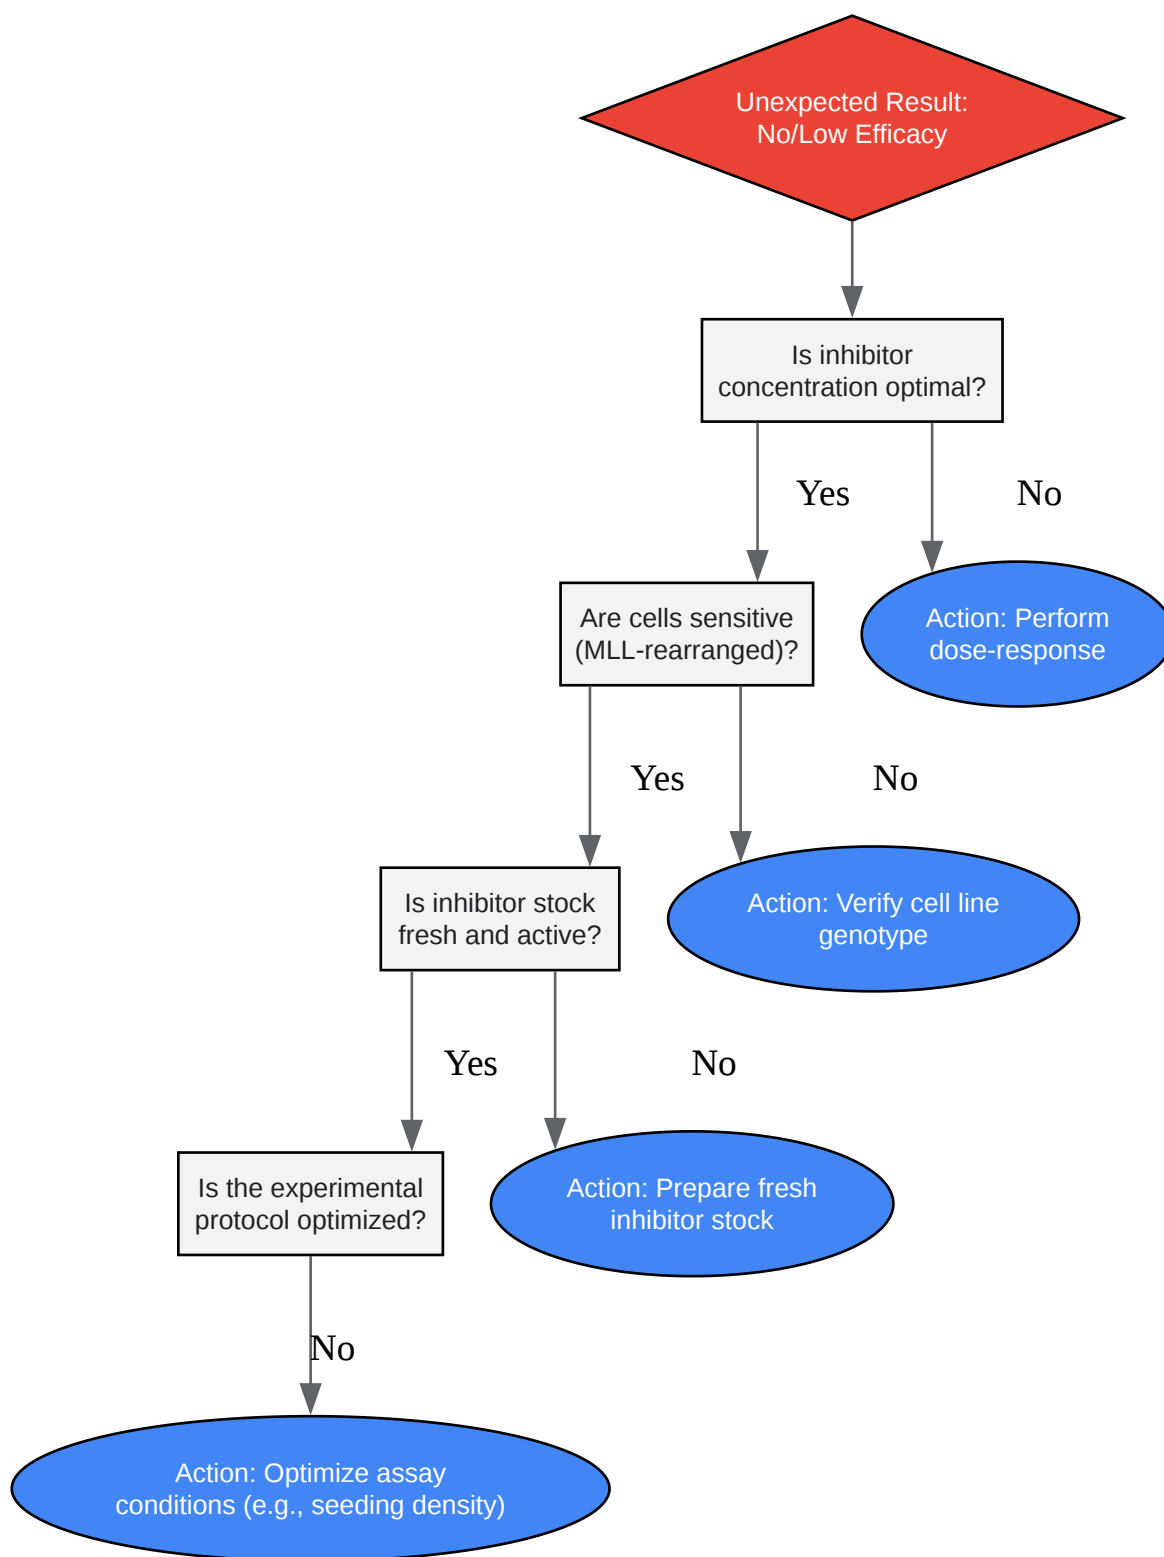 Unexpected Result:
No/Low Efficacy
Is inhibitor
concentration optimal?
Yes
No
Are cells sensitive
(MLL-rearranged)?
Action: Perform
dose-response
Yes
No
Is inhibitor stock
fresh and active?
Action: Verify cell line
genotype
Yes
No
Is the experimental
protocol optimized?
Action: Prepare fresh
inhibitor stock
No
Action: Optimize assay
conditions (e.g., seeding density)